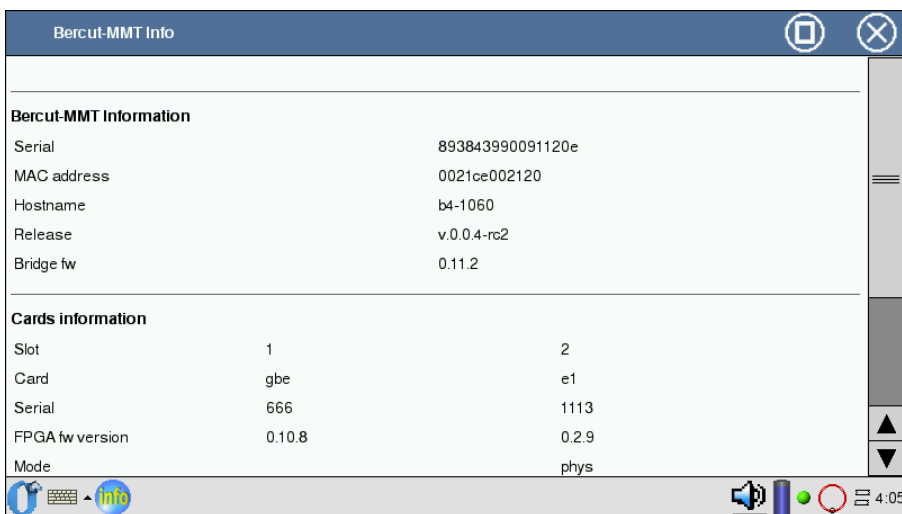 Bercut-MMT Info
Bercut-MMT Information
Serial 893843990091120e
MAC address 0021ce002120
Hostname b4-1060
Release v.0.0.4-rc2
Bridge fw 0.11.2
Cards information
Slot 1 2
Card gbe e1
Serial 666 1113
FPGA fw version 0.10.8 0.2.9
Mode phys
info 4:05